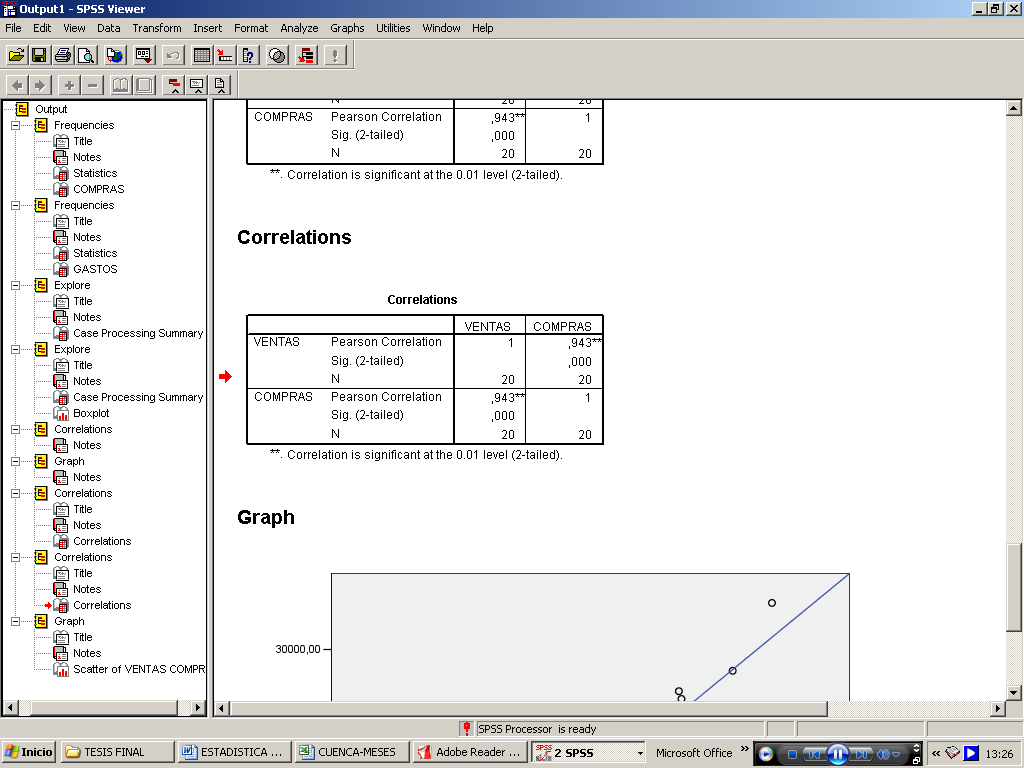 Output1 - SPSS Viewer
File Edit View Data Transform Insert Format Analyze Graphs Utilities Window Help
Output
Frequencies
Title
Notes
Statistics
COMPRAS
Frequencies
Title
Notes
Statistics
GASTOS
Explore
Title
Notes
Case Processing Summary
Explore
Title
Notes
Case Processing Summary
Boxplot
Correlations
Notes
Graph
Notes
Correlations
Title
Notes
Correlations
Correlations
Title
Notes
Correlations
Graph
Title
Notes
Scatter of VENTAS COMPR
N 20 20
COMPRAS Pearson Correlation ,943** 1
Sig. (2-tailed) ,000
N 20 20
**. Correlation is significant at the 0.01 level (2-tailed).
Correlations
Correlations
VENTAS COMPRAS
VENTAS Pearson Correlation 1 ,943**
Sig. (2-tailed) ,000
N 20 20
COMPRAS Pearson Correlation ,943** 1
Sig. (2-tailed) ,000
N 20 20
**. Correlation is significant at the 0.01 level (2-tailed).
Graph
30000,00
SPSS Processor is ready
Inicio TESIS FINAL ESTADISTICA ... CUENCA-MESES Adobe Reader ... 2 SPSS Microsoft Office » « 13:26